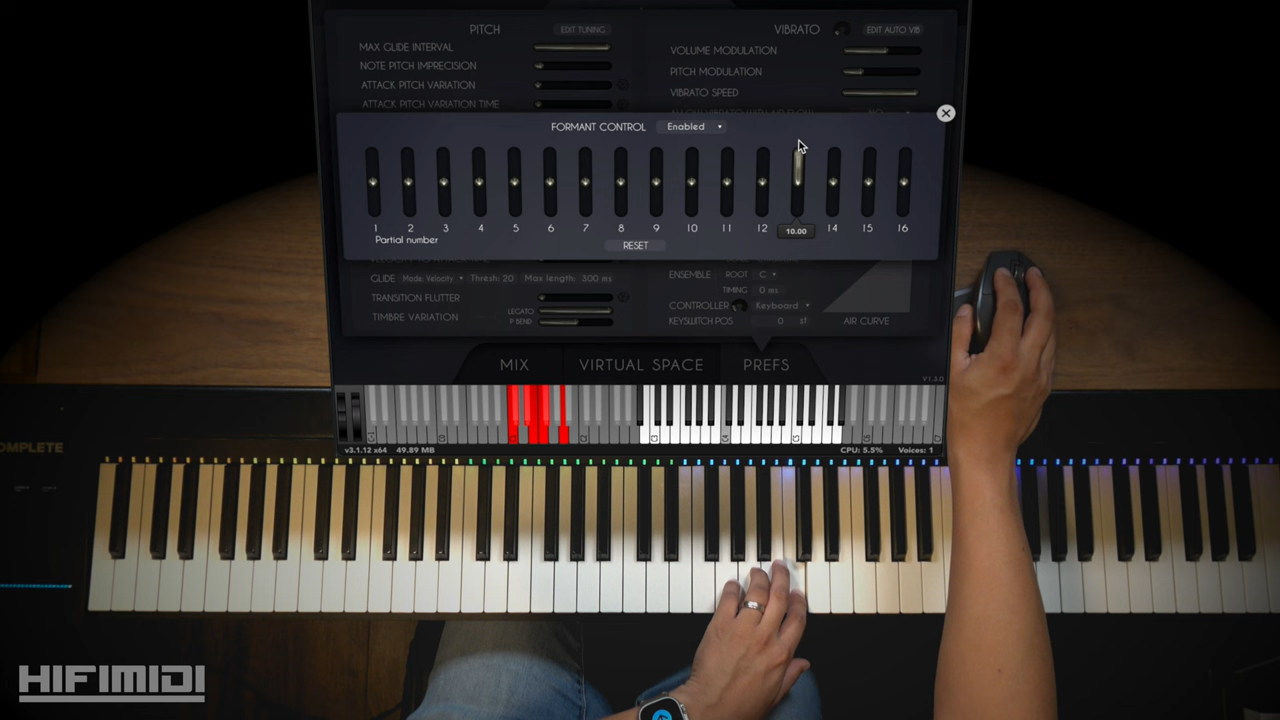 PITCH EDIT TUNING
MAX GLIDE INTERVAL
NOTE PITCH IMPRECISION
ATTACK PITCH VARIATION
ATTACK PITCH VARIATION TIME
VIBRATO EDIT AUTO VIB
VOLUME MODULATION
PITCH MODULATION
VIBRATO SPEED
FORMANT CONTROL Enabled
1 2 3 4 5 6 7 8 9 10 11 12 10.00 14 15 16
Partial number
RESET
GLIDE Mode: Velocity Thresh: 20 Max length: 300 ms
TRANSITION FLUTTER
TIMBRE VARIATION
LEGATO
P BEND
ENSEMBLE ROOT C
TIMING 0 ms
CONTROLLER Keyboard
KEYSWITCH POS 0 st
AIR CURVE
MIX VIRTUAL SPACE PREFS
V1.3.0
v3.1.12 x64 49.89 MB CPU: 5.5% Voices: 1
OMPLETE
HIFIMIDI